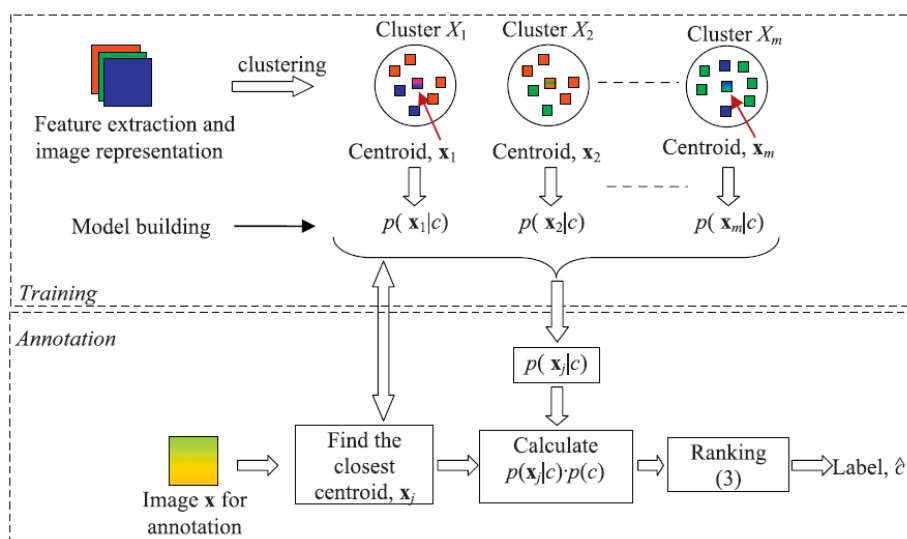 Cluster X₁
Cluster X₂
Cluster Xₘ
clustering
Feature extraction and
image representation
Centroid, x₁
Centroid, x₂
Centroid, xₘ
Model building
p( x₁|c)
p( x₂|c)
p( xₘ|c)
Training
Annotation
p( xⱼ|c)
Find the
closest
centroid, xⱼ
Calculate
p(xⱼ|c)·p(c)
Ranking
(3)
Label, ĉ
Image x for
annotation